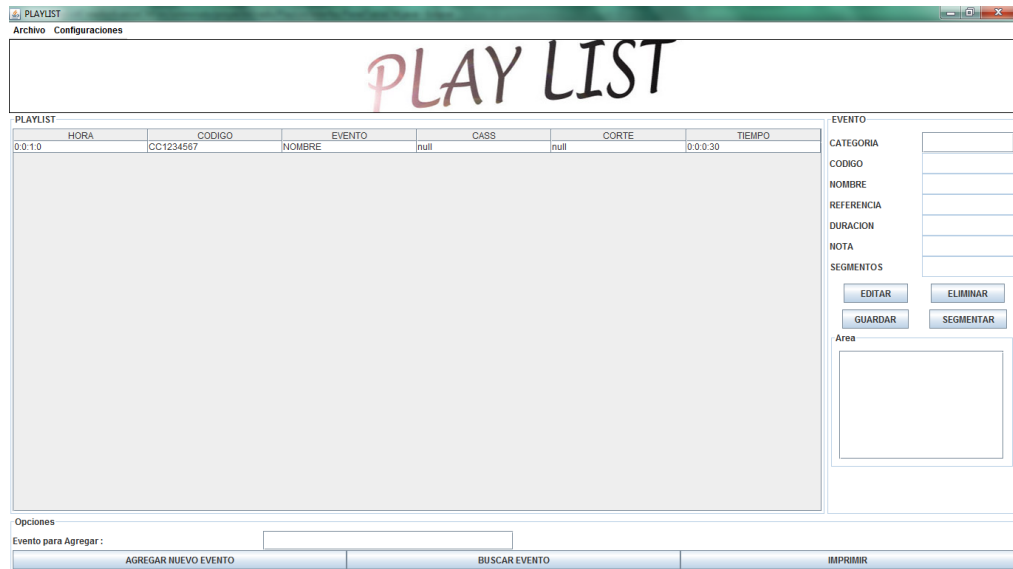 PLAYLIST
Archivo Configuraciones
PLAY LIST
PLAYLIST
HORA CODIGO EVENTO CASS CORTE TIEMPO
0:0:1:0 CC1234567 NOMBRE null null 0:0:0:30
EVENTO
CATEGORIA
CODIGO
NOMBRE
REFERENCIA
DURACION
NOTA
SEGMENTOS
EDITAR ELIMINAR
GUARDAR SEGMENTAR
Area
Opciones
Evento para Agregar :
AGREGAR NUEVO EVENTO BUSCAR EVENTO IMPRIMIR